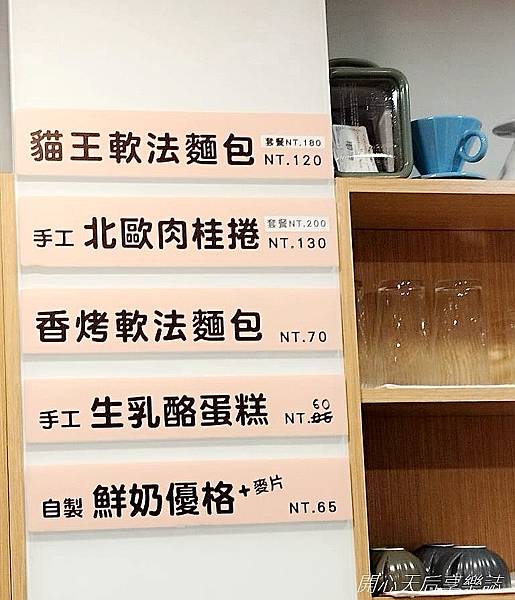 貓王軟法麵包 套餐NT.180 NT.120
手工 北歐肉桂捲 套餐NT.200 NT.130
香烤軟法麵包 NT.70
手工 生乳酪蛋糕 NT. 60
自製 鮮奶優格+麥片 NT.65
開心天后享樂誌